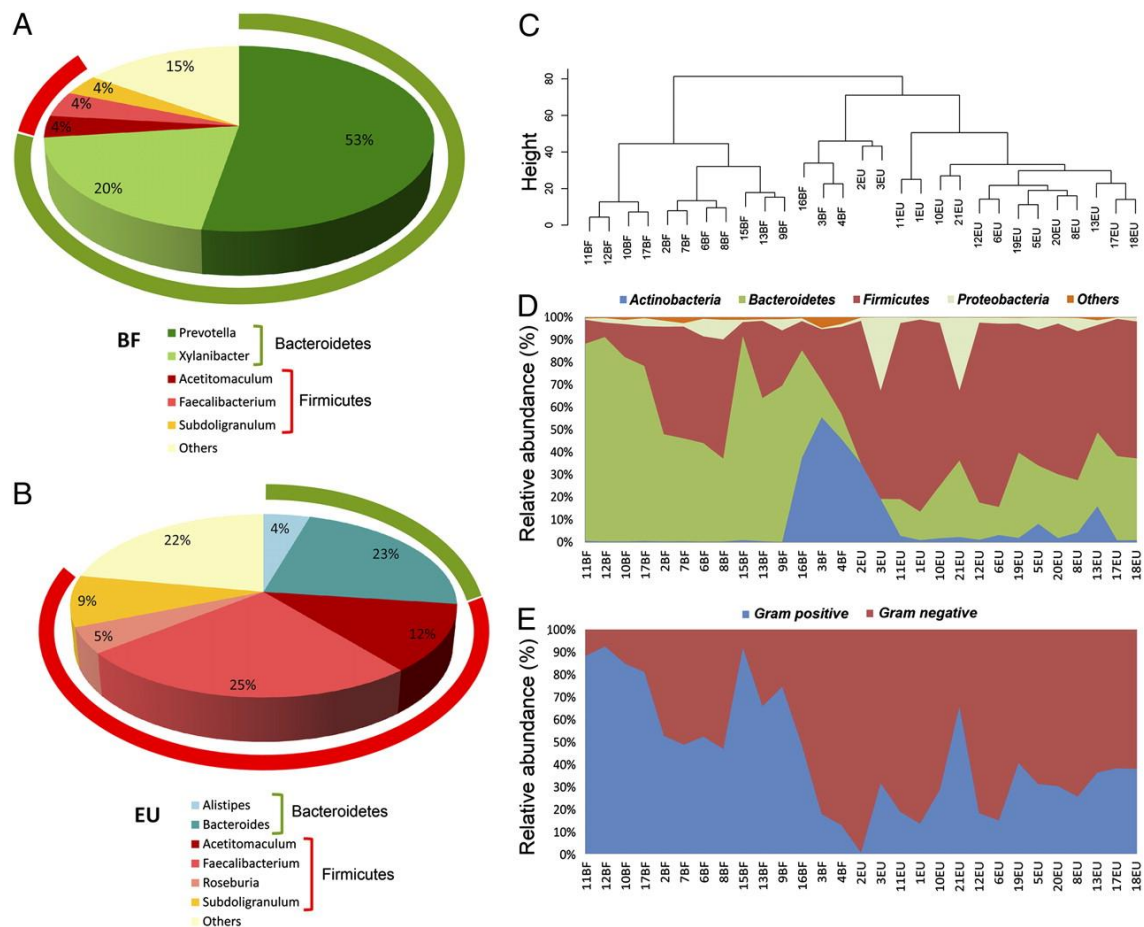 A
15%
4%
4%
4%
53%
20%
BF
Prevotella
Xylanibacter
Bacteroidetes
Acetitomaculum
Faecalibacterium
Subdoligranulum
Firmicutes
Others
B
22%
4%
23%
9%
12%
5%
25%
EU
Alistipes
Bacteroides
Bacteroidetes
Acetitomaculum
Faecalibacterium
Roseburia
Subdoligranulum
Firmicutes
Others
C
Height
80
60
40
20
0
11BF 12BF 10BF 17BF 2BF 7BF 6BF 8BF 15BF 13BF 9BF 16BF 3BF 4BF 2EU 3EU 11EU 1EU 10EU 21EU 12EU 6EU 19EU 5EU 20EU 8EU 13EU 17EU 18EU
D
Actinobacteria Bacteroidetes Firmicutes Proteobacteria Others
Relative abundance (%)
100%
90%
80%
70%
60%
50%
40%
30%
20%
10%
0%
11BF 12BF 10BF 17BF 2BF 7BF 6BF 8BF 15BF 13BF 9BF 16BF 3BF 4BF 2EU 3EU 11EU 1EU 10EU 21EU 12EU 6EU 19EU 5EU 20EU 8EU 13EU 17EU 18EU
E
Gram positive Gram negative
Relative abundance (%)
100%
90%
80%
70%
60%
50%
40%
30%
20%
10%
0%
11BF 12BF 10BF 17BF 2BF 7BF 6BF 8BF 15BF 13BF 9BF 16BF 3BF 4BF 2EU 3EU 11EU 1EU 10EU 21EU 12EU 6EU 19EU 5EU 20EU 8EU 13EU 17EU 18EU